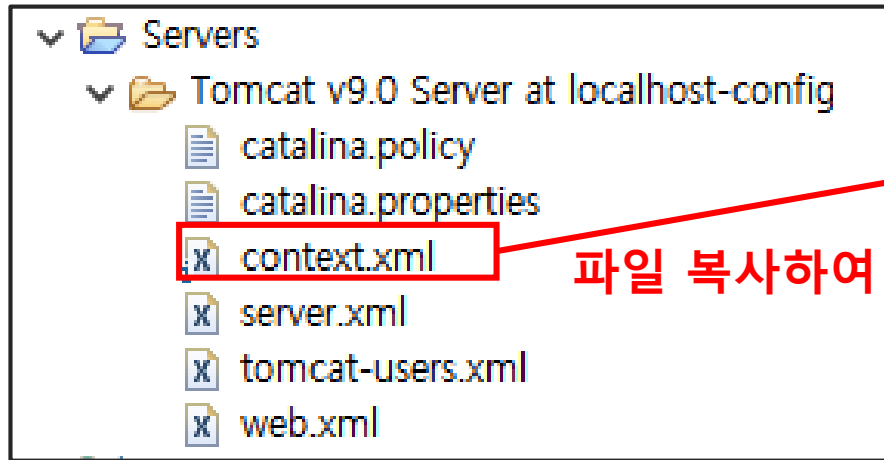 Servers
Tomcat v9.0 Server at localhost-config
catalina.policy
catalina.properties
context.xml
파일 복사하여
server.xml
tomcat-users.xml
web.xml